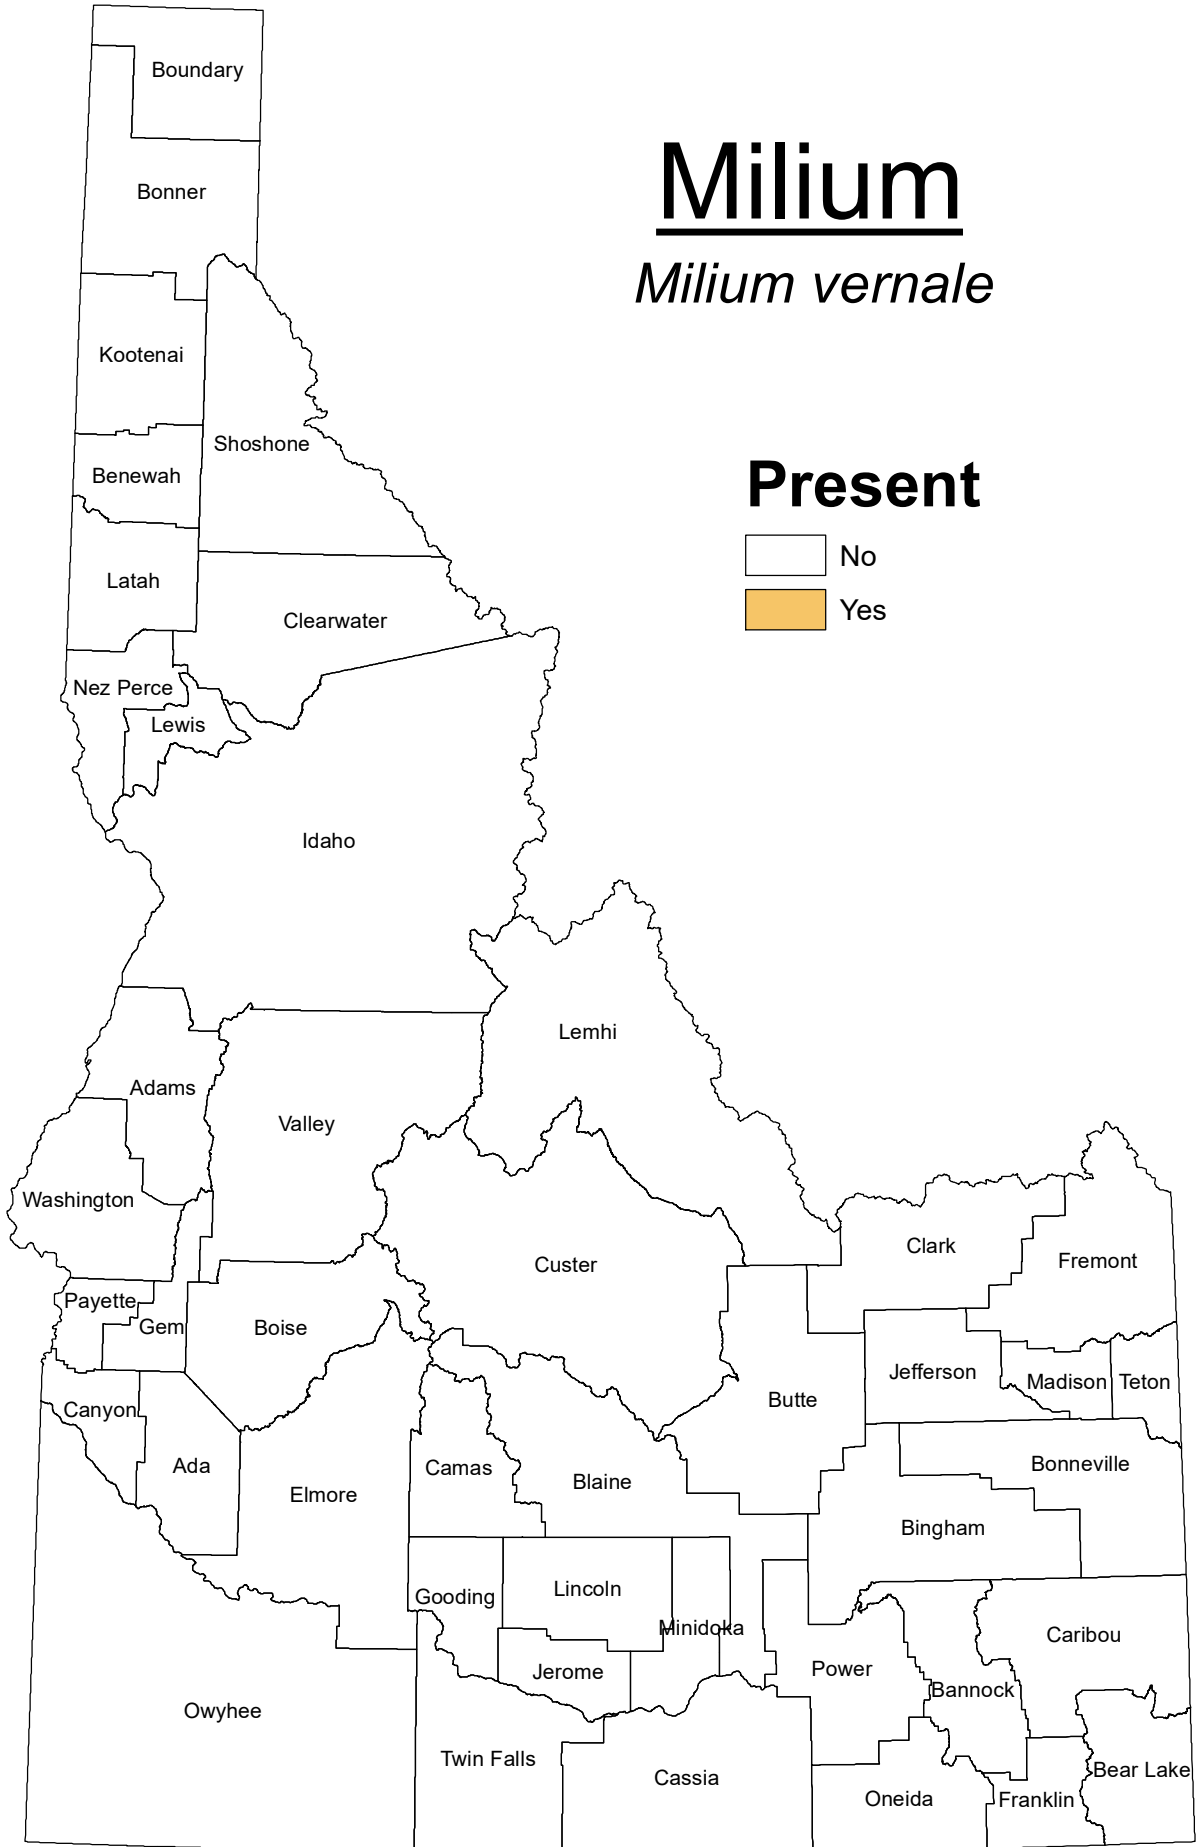 Boundary
Bonner
Milium
Milium vernale
Kootenai
Shoshone
Benewah
Present
No
Yes
Latah
Clearwater
Nez Perce
Lewis
Idaho
Lemhi
Adams
Valley
Washington
Custer
Clark
Fremont
Payette
Gem
Boise
Jefferson
Madison
Teton
Butte
Canyon
Ada
Camas
Blaine
Bonneville
Elmore
Bingham
Gooding
Lincoln
Minidoka
Caribou
Jerome
Power
Bannock
Owyhee
Twin Falls
Cassia
Bear Lake
Oneida
Franklin